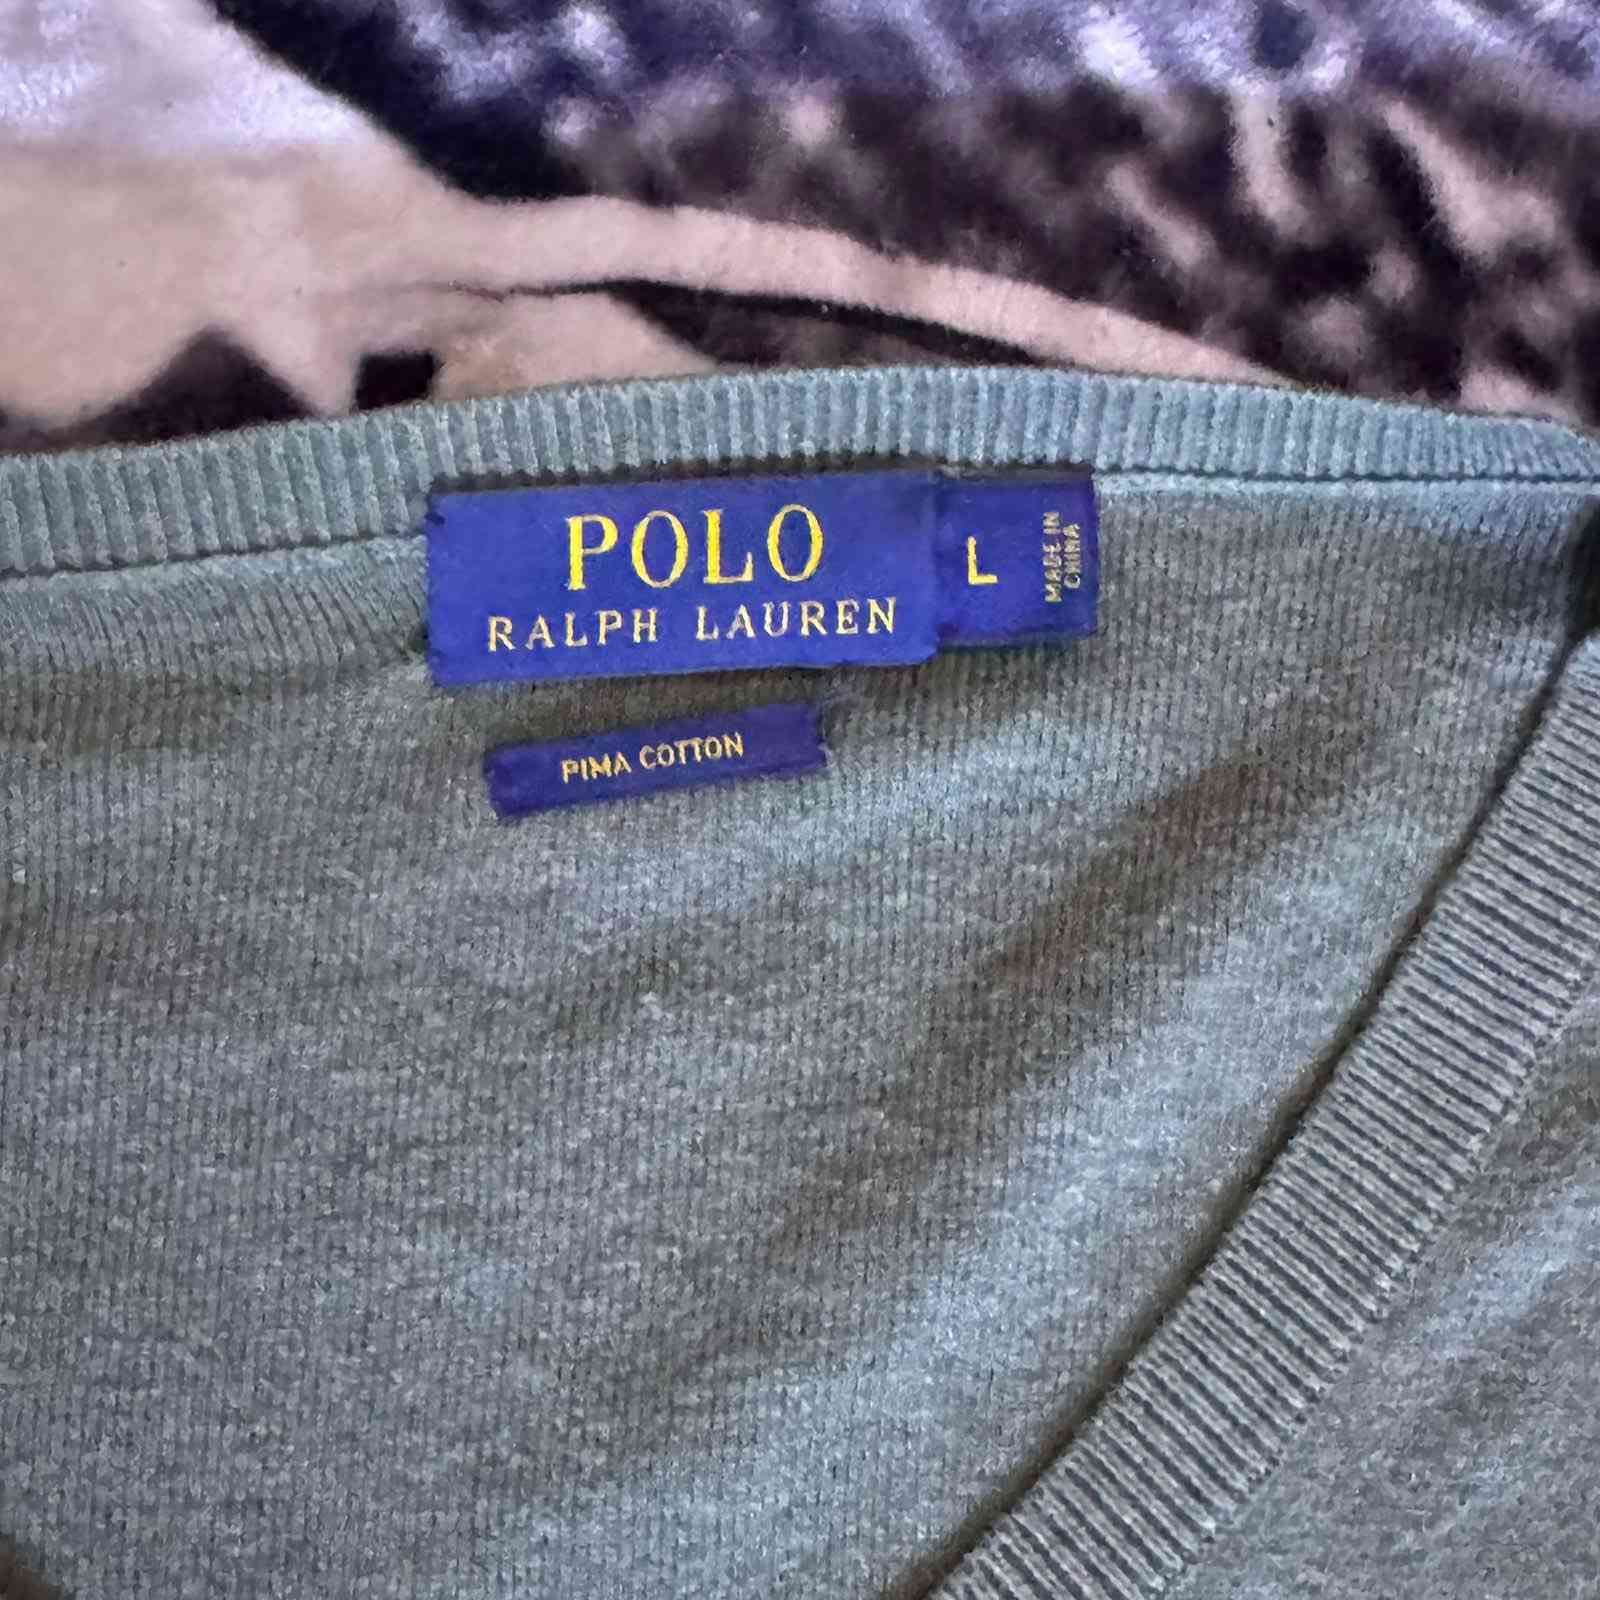 POLO
RALPH LAUREN
L
MADE IN
CHINA
PIMA COTTON